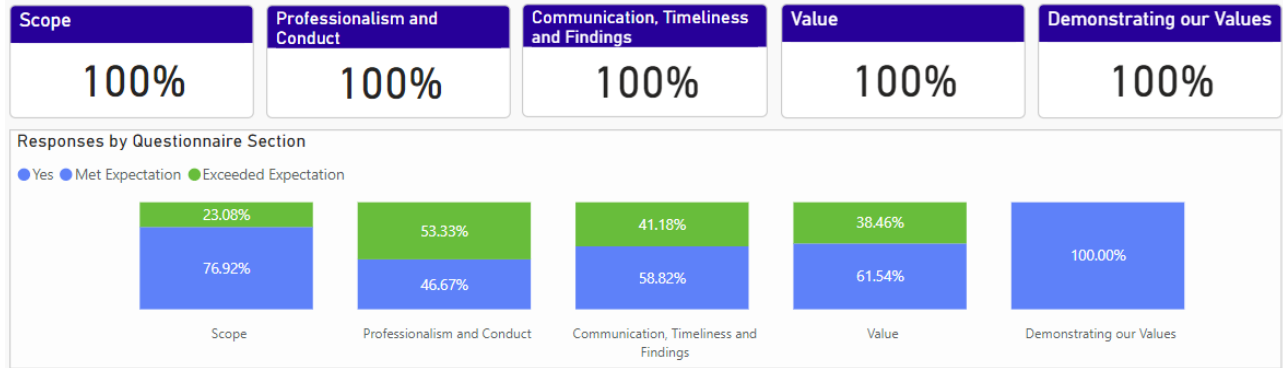 Scope
Professionalism and
Conduct
Communication, Timeliness
and Findings
Value
Demonstrating our Values
100%
100%
100%
100%
100%
Responses by Questionnaire Section
Yes Met Expectation Exceeded Expectation
23.08%
76.92%
53.33%
46.67%
41.18%
58.82%
38.46%
61.54%
100.00%
Scope
Professionalism and Conduct
Communication, Timeliness and
Findings
Value
Demonstrating our Values